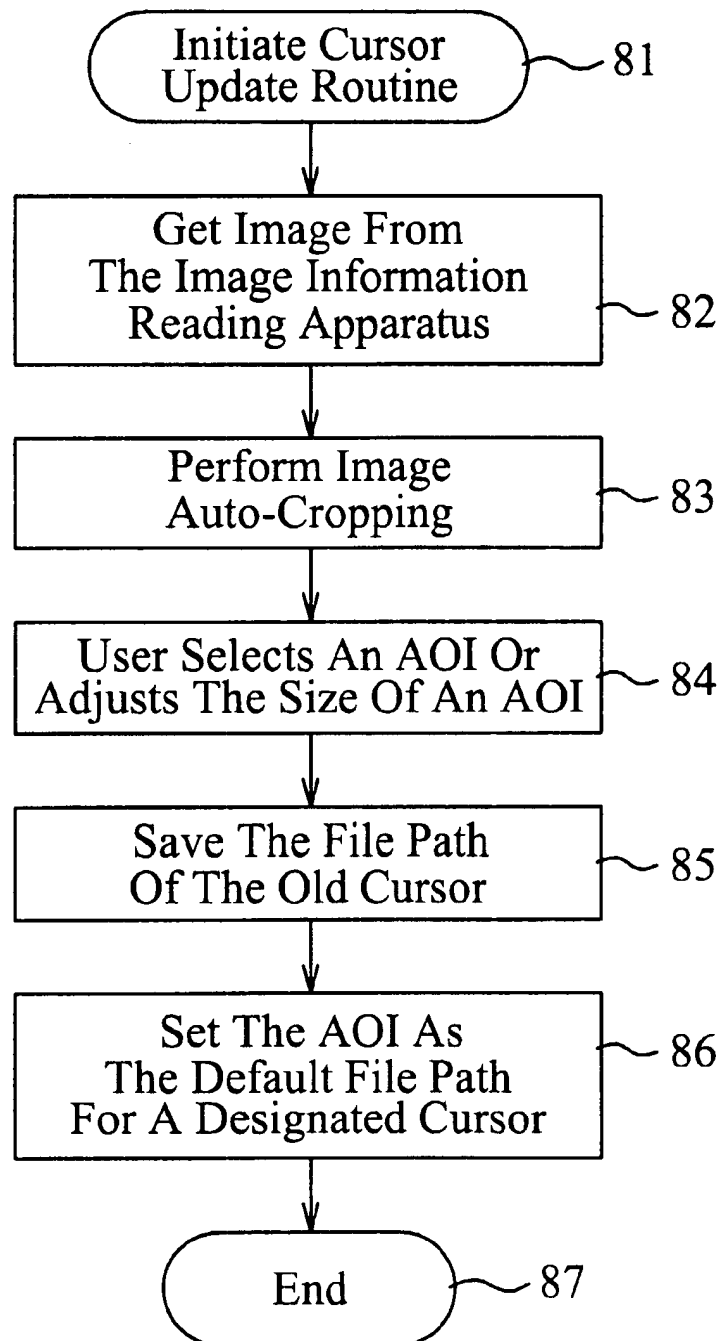 Initiate Cursor
Update Routine
81
Get Image From
The Image Information
Reading Apparatus
82
Perform Image
Auto-Cropping
83
User Selects An AOI Or
Adjusts The Size Of An AOI
84
Save The File Path
Of The Old Cursor
85
Set The AOI As
The Default File Path
For A Designated Cursor
86
End
87